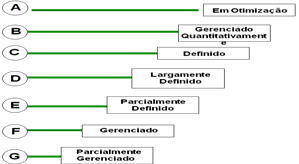 A
Em Otimização
B
Gerenciado
Quantitativament
e
C
Definido
D
Largamente
Definido
E
Parcialmente
Definido
F
Gerenciado
G
Parcialmente
Gerenciado